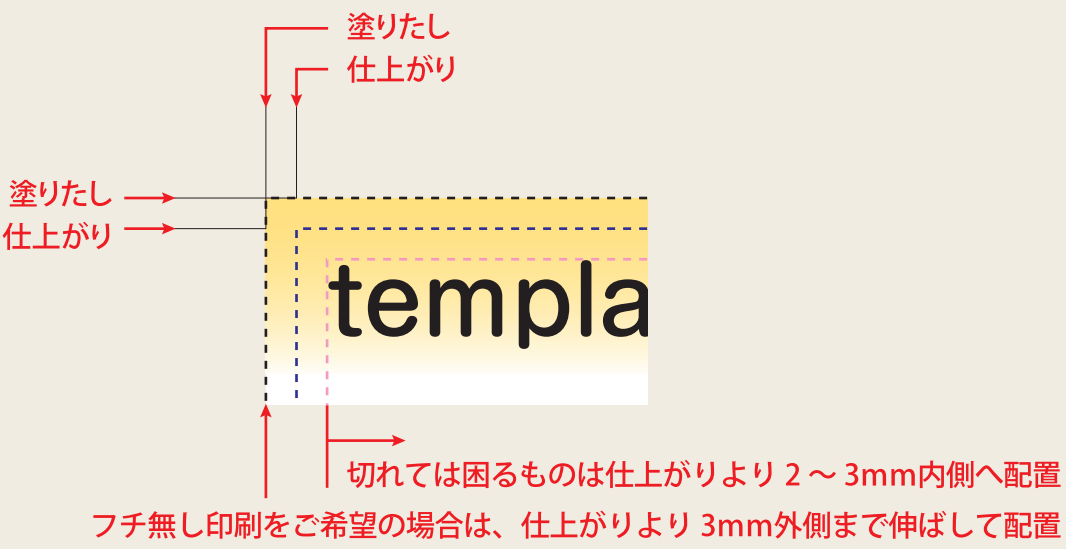 塗りたし
仕上がり
塗りたし
仕上がり
templa
切れては困るものは仕上がりより 2 ～ 3mm内側へ配置
フチ無し印刷をご希望の場合は、仕上がりより 3mm外側まで伸ばして配置